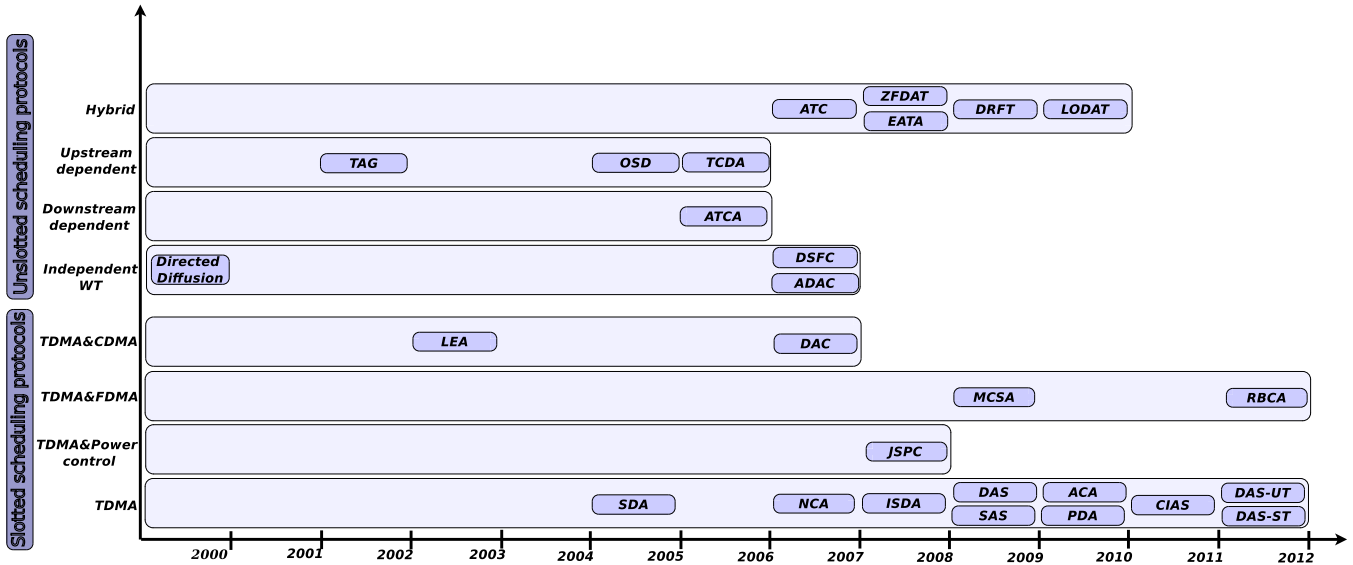 Unslotted scheduling protocols
Hybrid
ATC
ZFDAT
EATA
DRFT
LODAT
Upstream
dependent
TAG
OSD
TCDA
Downstream
dependent
ATCA
Independent
WT
Directed
Diffusion
DSFC
ADAC
Slotted scheduling protocols
TDMA&CDMA
LEA
DAC
TDMA&FDMA
MCSA
RBCA
TDMA&Power
control
JSPC
TDMA
SDA
NCA
ISDA
DAS
SAS
ACA
PDA
CIAS
DAS-UT
DAS-ST
2000 2001 2002 2003 2004 2005 2006 2007 2008 2009 2010 2011 2012